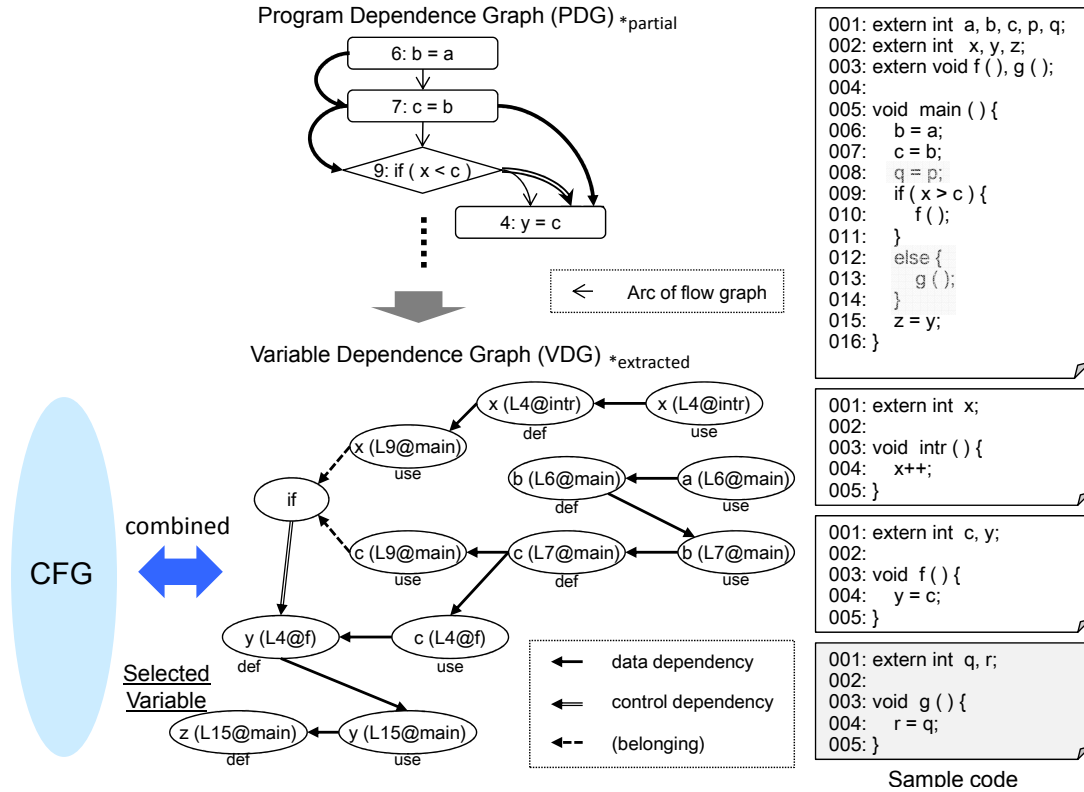 Program Dependence Graph (PDG) *partial
6: b = a
7: c = b
9: if ( x < c )
4: y = c
Arc of flow graph
Variable Dependence Graph (VDG) *extracted
x (L4@intr)
def
x (L4@intr)
use
x (L9@main)
use
b (L6@main)
def
a (L6@main)
use
if
combined
CFG
c (L9@main)
use
c (L7@main)
def
b (L7@main)
use
y (L4@f)
def
c (L4@f)
use
Selected
Variable
z (L15@main)
def
y (L15@main)
use
data dependency
control dependency
(belonging)
001: extern int a, b, c, p, q;
002: extern int x, y, z;
003: extern void f ( ), g ( );
004:
005: void main ( ) {
006: b = a;
007: c = b;
008: q = p;
009: if ( x > c ) {
010: f ( );
011: }
012: else {
013: g ( );
014: }
015: z = y;
016: }
001: extern int x;
002:
003: void intr ( ) {
004: x++;
005: }
001: extern int c, y;
002:
003: void f ( ) {
004: y = c;
005: }
001: extern int q, r;
002:
003: void g ( ) {
004: r = q;
005: }
Sample code